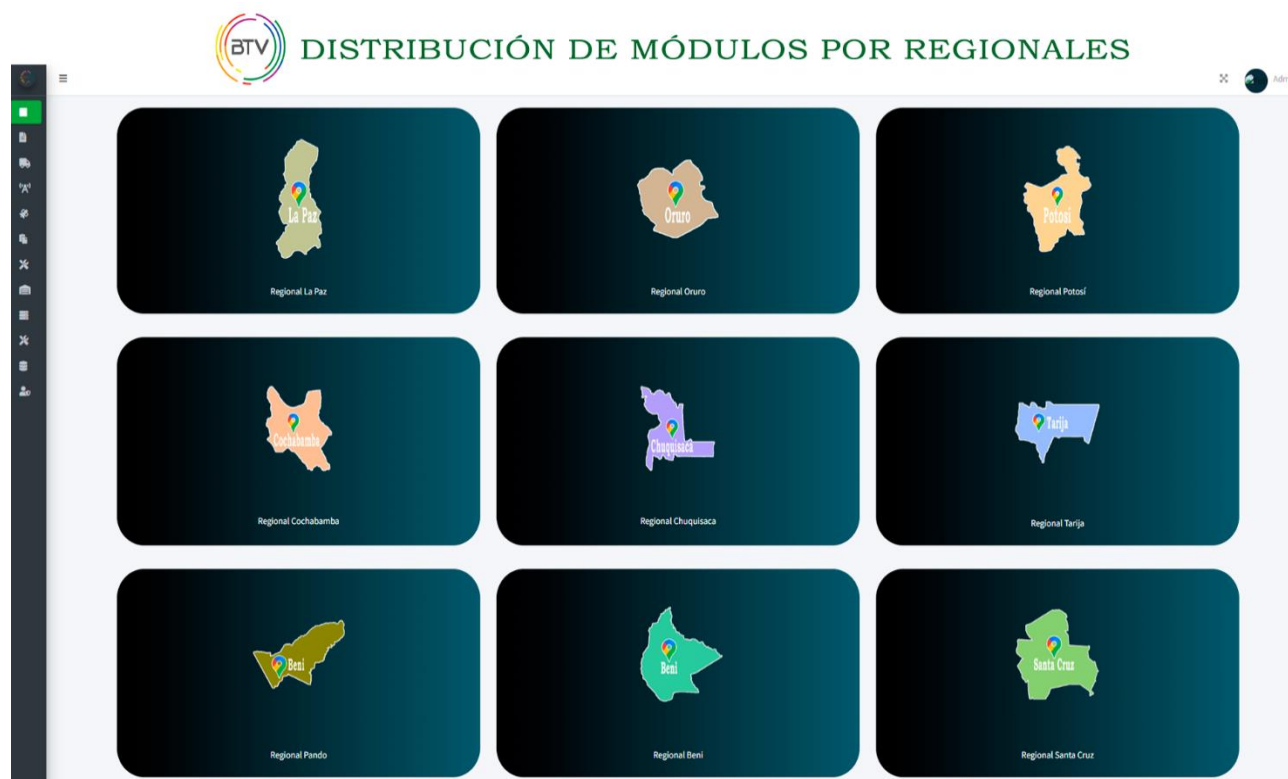 BTV
DISTRIBUCIÓN DE MÓDULOS POR REGIONALES
Adm
La Paz
Oruro
Potosí
Regional La Paz
Regional Oruro
Regional Potosí
Cochabamba
Chuquisaca
Tarija
Regional Cochabamba
Regional Chuquisaca
Regional Tarija
Beni
Beni
Santa Cruz
Regional Pando
Regional Beni
Regional Santa Cruz